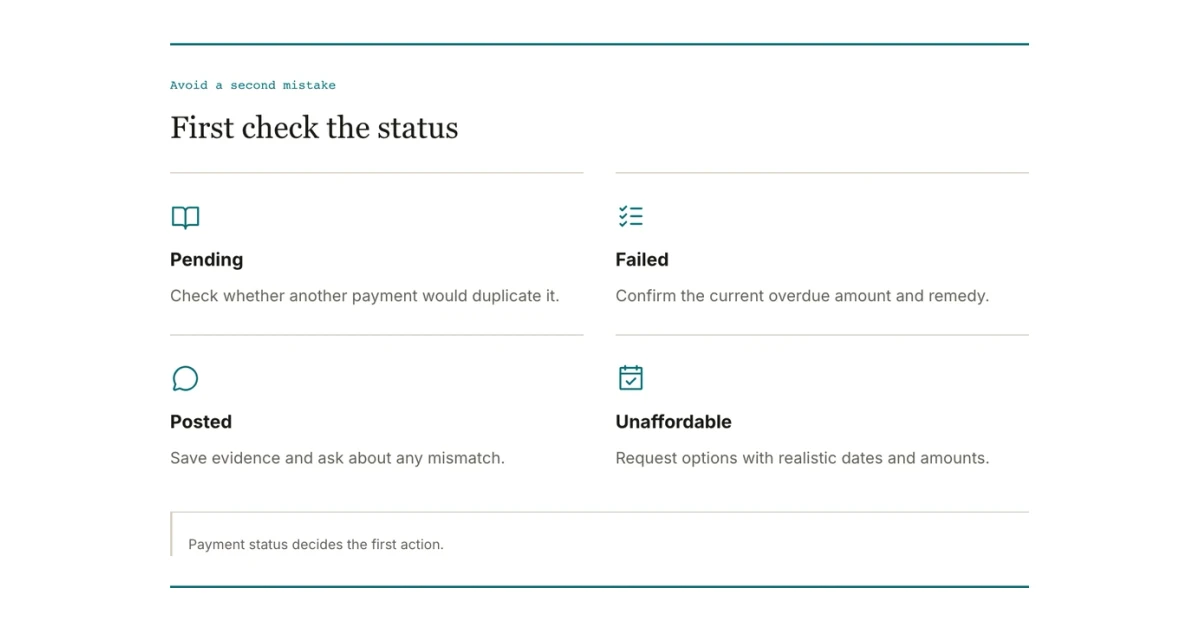 Avoid a second mistake
First check the status
Pending
Check whether another payment would duplicate it.
Failed
Confirm the current overdue amount and remedy.
Posted
Save evidence and ask about any mismatch.
Unaffordable
Request options with realistic dates and amounts.
Payment status decides the first action.